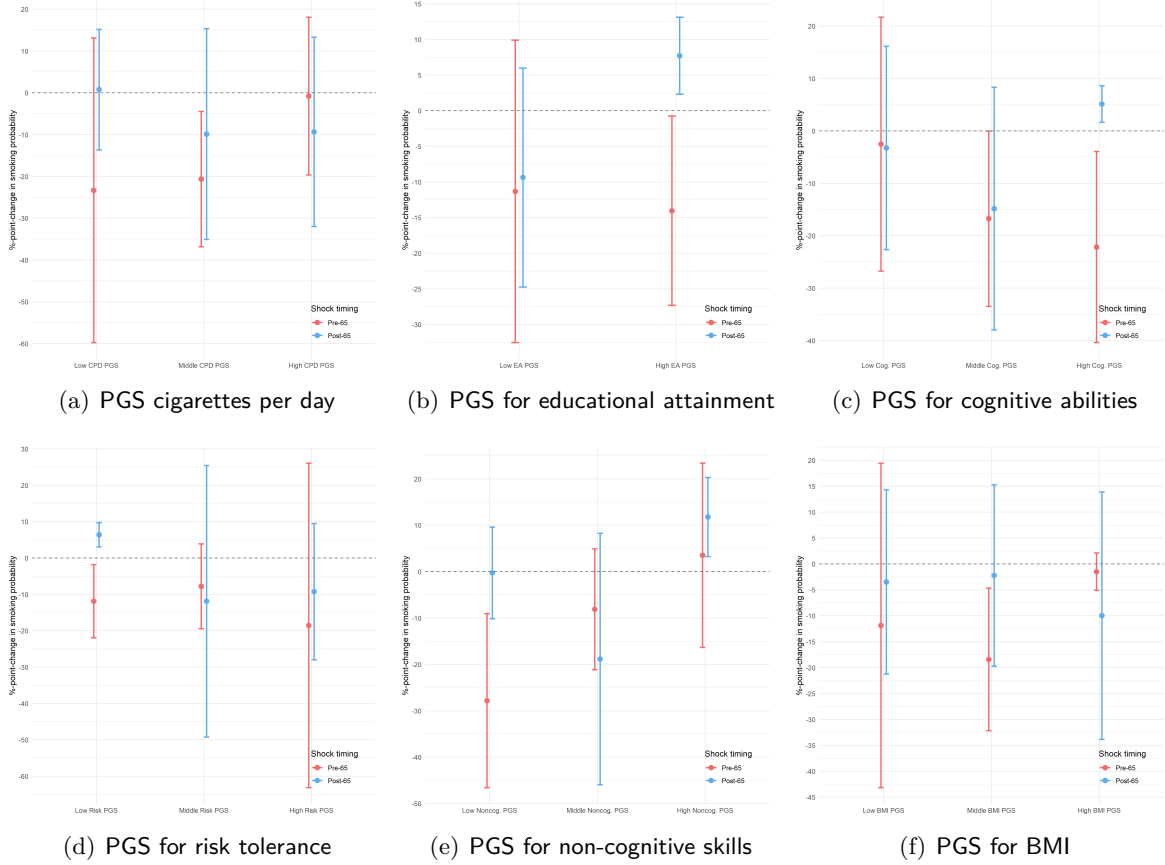 %-point-change in smoking probability
20
10
0
-10
-20
-30
-40
-50
-60
Shock timing
Pre-65
Post-65
Low CPD PGS Middle CPD PGS High CPD PGS
(a) PGS cigarettes per day
%-point-change in smoking probability
15
10
5
0
-5
-10
-15
-20
-25
-30
Shock timing
Pre-65
Post-65
Low EA PGS High EA PGS
(b) PGS for educational attainment
%-point-change in smoking probability
20
10
0
-10
-20
-30
-40
Shock timing
Pre-65
Post-65
Low Cog. PGS Middle Cog. PGS High Cog. PGS
(c) PGS for cognitive abilities
%-point-change in smoking probability
30
20
10
0
-10
-20
-30
-40
-50
-60
Shock timing
Pre-65
Post-65
Low Risk PGS Middle Risk PGS High Risk PGS
(d) PGS for risk tolerance
%-point-change in smoking probability
20
10
0
-10
-20
-30
-40
-50
Shock timing
Pre-65
Post-65
Low Noncog. PGS Middle Noncog. PGS High Noncog. PGS
(e) PGS for non-cognitive skills
%-point-change in smoking probability
20
15
10
5
0
-5
-10
-15
-20
-25
-30
-35
-40
-45
Shock timing
Pre-65
Post-65
Low BMI PGS Middle BMI PGS High BMI PGS
(f) PGS for BMI